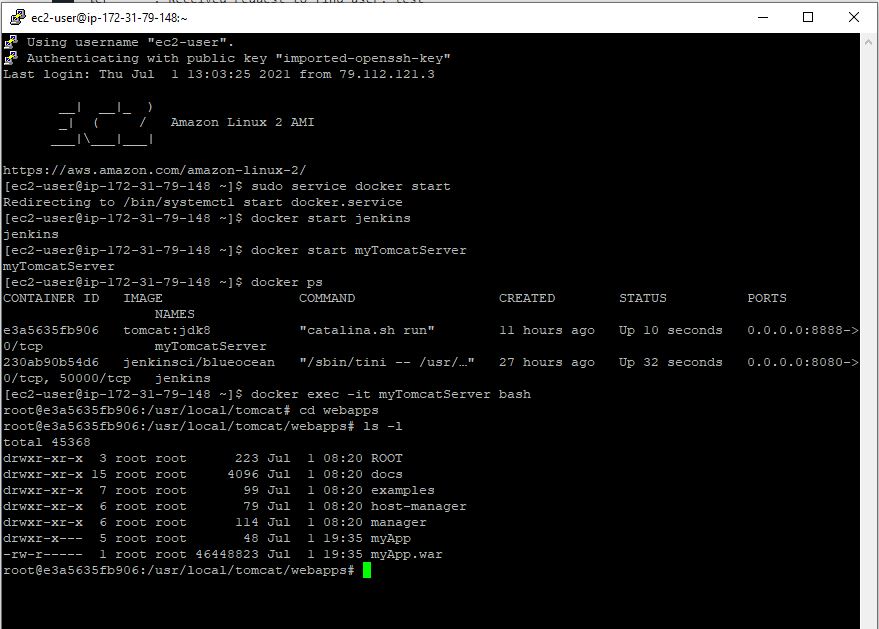 ec2-user@ip-172-31-79-148:~
Using username "ec2-user".
Authenticating with public key "imported-openssh-key"
Last login: Thu Jul  1 13:03:25 2021 from 79.112.121.3
       __|  __|_  )
       _|  (     /   Amazon Linux 2 AMI
      ___|\___|___|
https://aws.amazon.com/amazon-linux-2/
[ec2-user@ip-172-31-79-148 ~]$ sudo service docker start
Redirecting to /bin/systemctl start docker.service
[ec2-user@ip-172-31-79-148 ~]$ docker start jenkins
jenkins
[ec2-user@ip-172-31-79-148 ~]$ docker start myTomcatServer
myTomcatServer
[ec2-user@ip-172-31-79-148 ~]$ docker ps
CONTAINER ID   IMAGE                 COMMAND                  CREATED        STATUS          PORTS
                   NAMES
e3a5635fb906   tomcat:jdk8           "catalina.sh run"        11 hours ago   Up 10 seconds   0.0.0.0:8888->
0/tcp              myTomcatServer
230ab90b54d6   jenkinsci/blueocean   "/sbin/tini -- /usr/…"   27 hours ago   Up 32 seconds   0.0.0.0:8080->
0/tcp, 50000/tcp   jenkins
[ec2-user@ip-172-31-79-148 ~]$ docker exec -it myTomcatServer bash
root@e3a5635fb906:/usr/local/tomcat# cd webapps
root@e3a5635fb906:/usr/local/tomcat/webapps# ls -l
total 45368
drwxr-xr-x  3 root root      223 Jul  1 08:20 ROOT
drwxr-xr-x 15 root root     4096 Jul  1 08:20 docs
drwxr-xr-x  7 root root       99 Jul  1 08:20 examples
drwxr-xr-x  6 root root       79 Jul  1 08:20 host-manager
drwxr-xr-x  6 root root      114 Jul  1 08:20 manager
drwxr-x---  5 root root       48 Jul  1 19:35 myApp
-rw-r-----  1 root root 46448823 Jul  1 19:35 myApp.war
root@e3a5635fb906:/usr/local/tomcat/webapps#